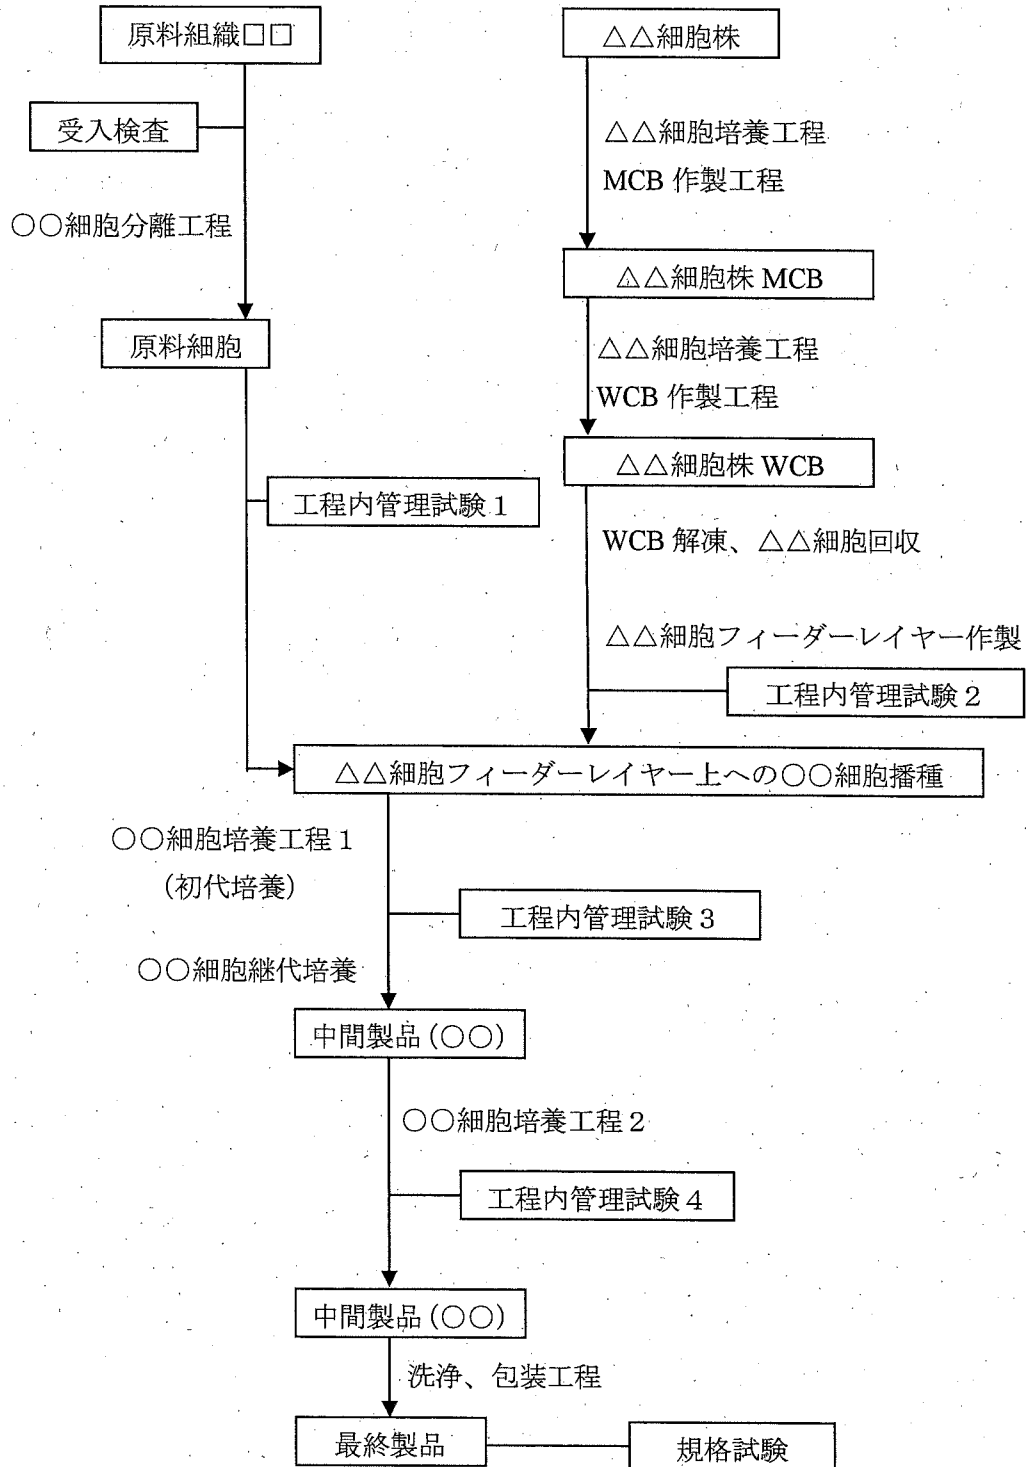 原料組織□□
△△細胞株
受入検査
△△細胞培養工程
MCB 作製工程
○○細胞分離工程
△△細胞株 MCB
原料細胞
△△細胞培養工程
WCB 作製工程
△△細胞株 WCB
工程内管理試験1
WCB 解凍、△△細胞回収
△△細胞フィーダーレイヤー作製
工程内管理試験2
△△細胞フィーダーレイヤー上への○○細胞播種
○○細胞培養工程1
(初代培養)
工程内管理試験3
○○細胞継代培養
中間製品(○○)
○○細胞培養工程2
工程内管理試験4
中間製品(○○)
洗浄、包装工程
最終製品
規格試験